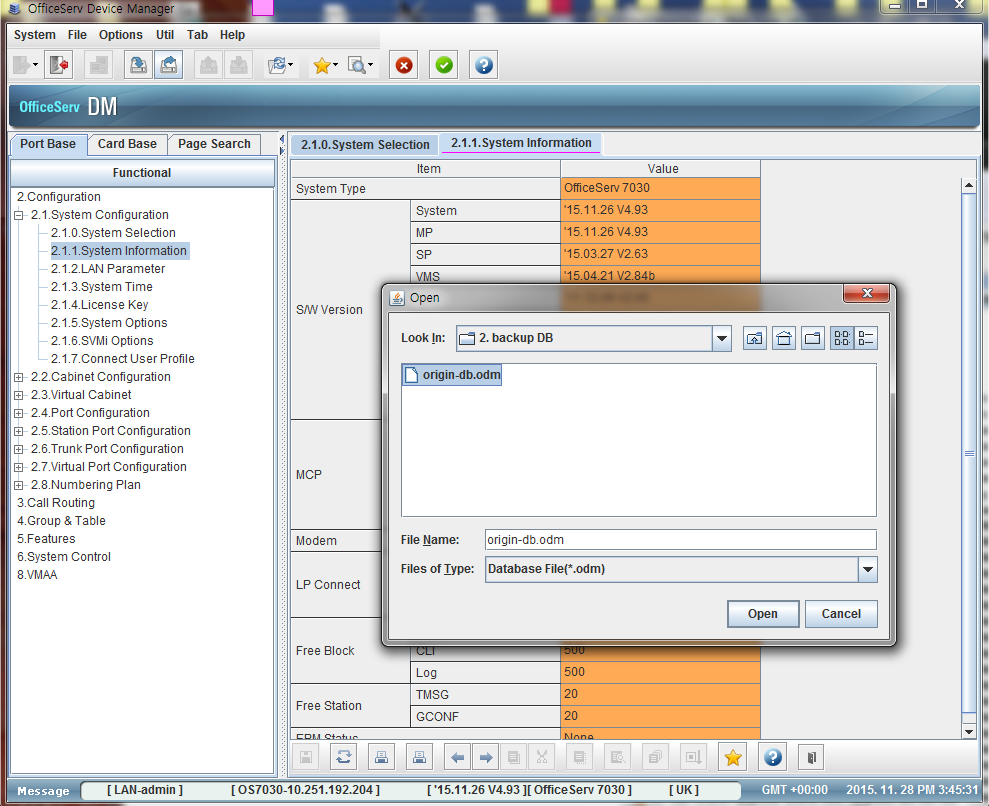 OfficeServ Device Manager
System File Options Util Tab Help
OfficeServ DM
Port Base Card Base Page Search
2.1.0.System Selection 2.1.1.System Information
Functional
2.Configuration
2.1.System Configuration
2.1.0.System Selection
2.1.1.System Information
2.1.2.LAN Parameter
2.1.3.System Time
2.1.4.License Key
2.1.5.System Options
2.1.6.SVMi Options
2.1.7.Connect User Profile
2.2.Cabinet Configuration
2.3.Virtual Cabinet
2.4.Port Configuration
2.5.Station Port Configuration
2.6.Trunk Port Configuration
2.7.Virtual Port Configuration
2.8.Numbering Plan
3.Call Routing
4.Group & Table
5.Features
6.System Control
8.VMAA
Item Value
System Type OfficeServ 7030
S/W Version
System '15.11.26 V4.93
MP '15.11.26 V4.93
SP '15.03.27 V2.63
VMS '15.04.21 V2.84b
MCP
Modem
LP Connect
Free Block
CLI 500
Log 500
Free Station
TMSG 20
GCONF 20
EPM Status None
Open
Look In: 2. backup DB
origin-db.odm
File Name: origin-db.odm
Files of Type: Database File(*.odm)
Open Cancel
Message [ LAN-admin ] [ OS7030-10.251.192.204 ] [ '15.11.26 V4.93 ][ OfficeServ 7030 ] [ UK ] GMT +00:00 2015. 11. 28 PM 3:45:31